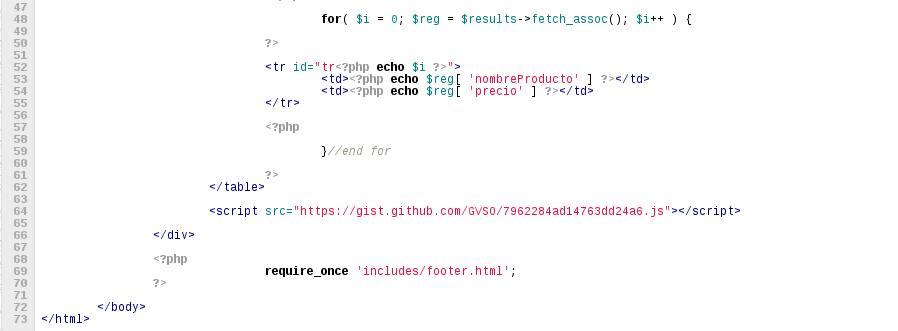 47
48 for( $i = 0; $reg = $results->fetch_assoc(); $i++ ) {
49
50 ?>
51
52 <tr id="tr<?php echo $i ?>">
53 <td><?php echo $reg[ 'nombreProducto' ] ?></td>
54 <td><?php echo $reg[ 'precio' ] ?></td>
55 </tr>
56
57 <?php
58
59 }//end for
60
61 ?>
62 </table>
63
64 <script src="https://gist.github.com/GVSO/7962284ad14763dd24a6.js"></script>
65
66 </div>
67
68 <?php
69 require_once 'includes/footer.html';
70 ?>
71
72 </body>
73 </html>